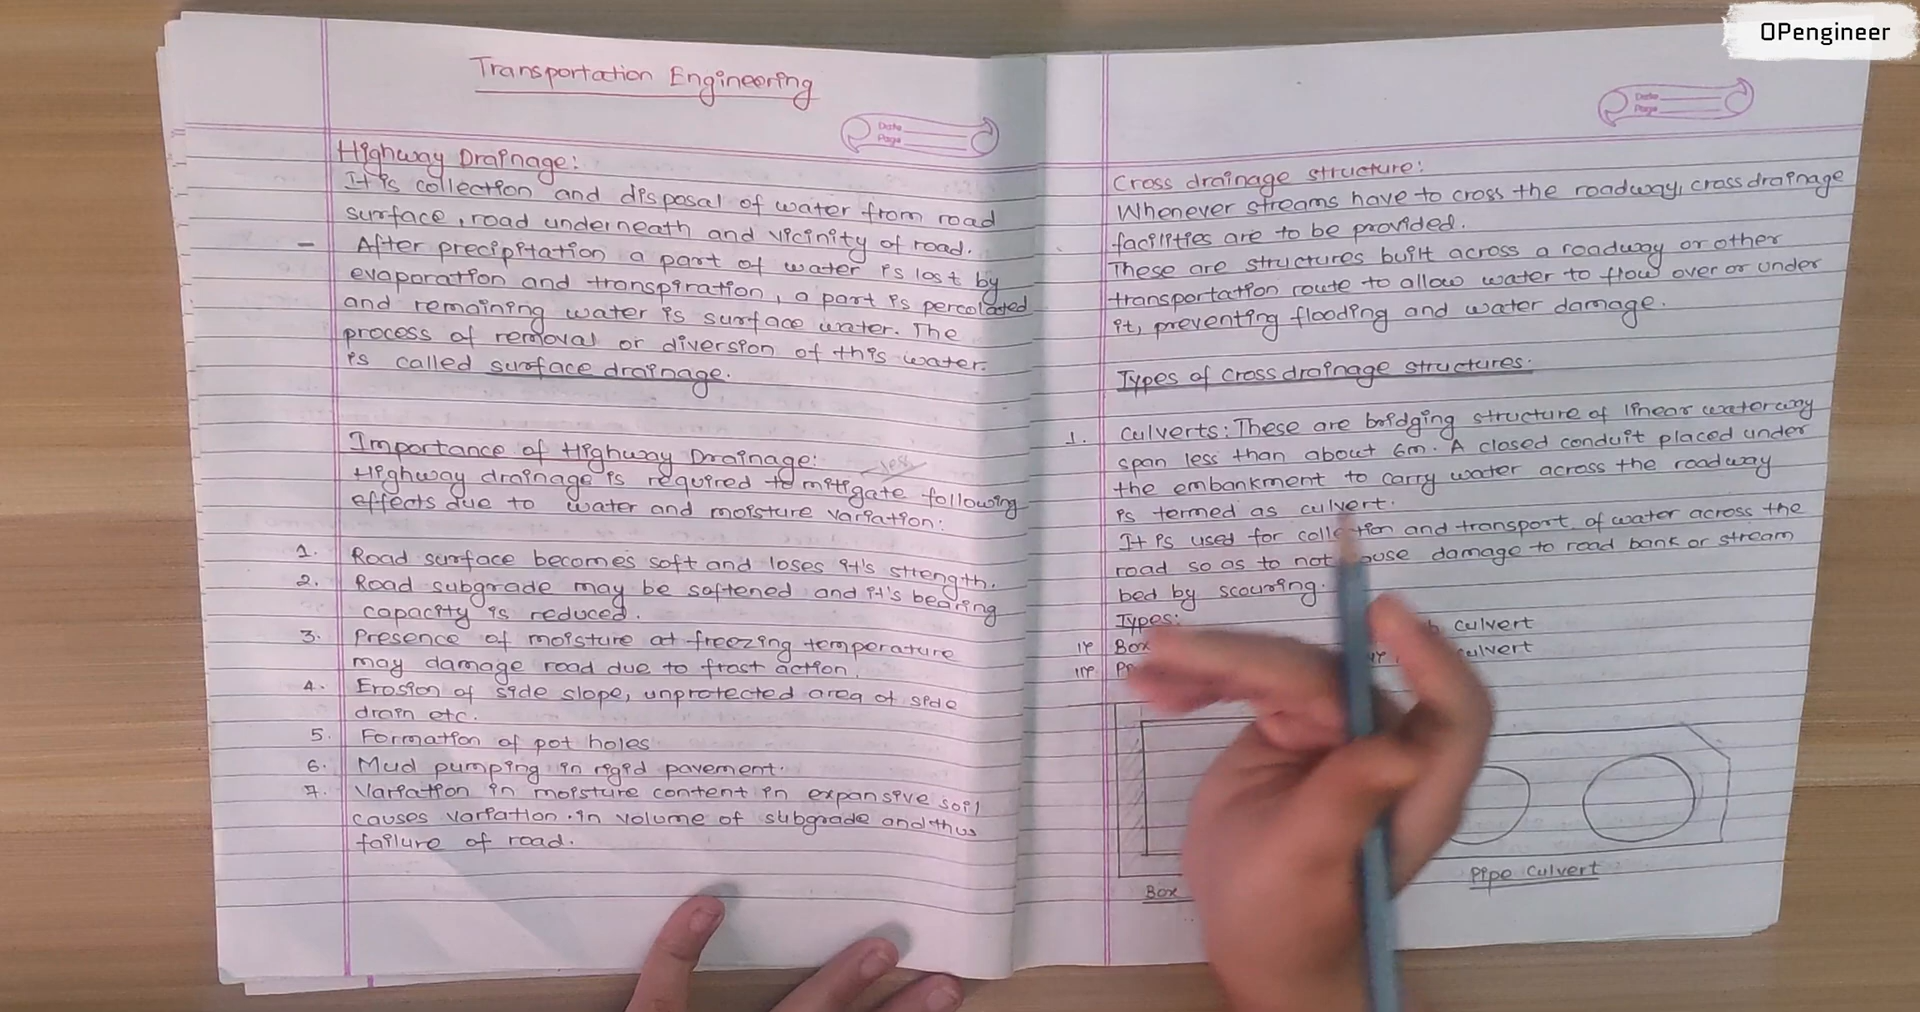 OPengineer
Transportation Engineering
Date
Page
Highway Drainage:
It is collection and disposal of water from road
surface, road underneath and vicinity of road.
- After precipitation a part of water is lost by
evaporation and transpiration, a part is percolated
and remaining water is surface water. The
process of removal or diversion of this water
is called surface drainage.
Importance of Highway Drainage:
Highway drainage is required to mitigate following
effects due to water and moisture variation:
1. Road surface becomes soft and loses it's strength.
2. Road subgrade may be softened and it's bearing
capacity is reduced.
3. Presence of moisture at freezing temperature
may damage road due to frost action.
4. Erosion of side slope, unprotected area of side
drain etc.
5. Formation of pot holes
6. Mud pumping in rigid pavement.
7. Variation in moisture content in expansive soil
causes variation in volume of subgrade and thus
failure of road.
Date
Page
Cross drainage structure:
Whenever streams have to cross the roadway, cross drainage
facilities are to be provided.
These are structures built across a roadway or other
transportation route to allow water to flow over or under
it, preventing flooding and water damage.
Types of cross drainage structures:
1. Culverts: These are bridging structure of linear waterway
span less than about 6m. A closed conduit placed under
the embankment to carry water across the roadway
is termed as culvert.
It is used for collection and transport of water across the
road so as to not damage to road bank or stream
bed by scouring.
Types:
Box culvert
culvert
Box
Pipe Culvert